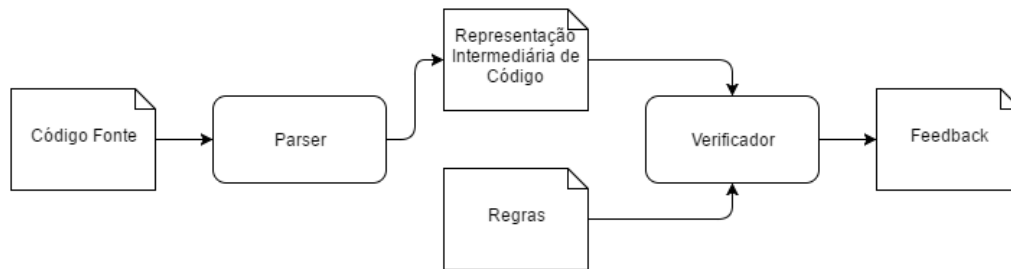 Código Fonte
Parser
Representação
Intermediária de
Código
Regras
Verificador
Feedback